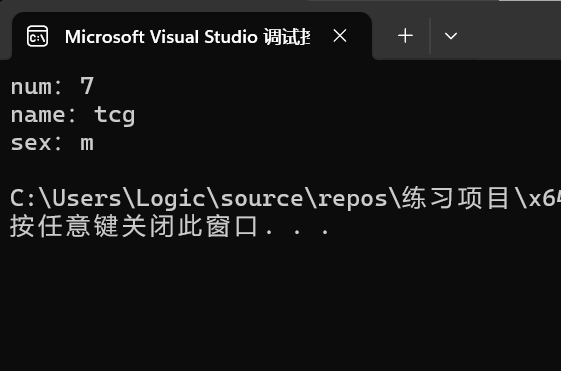 Microsoft Visual Studio 调试
num: 7
name: tcg
sex: m
C:\Users\Logic\source\repos\练习项目\x64
按任意键关闭此窗口. . .